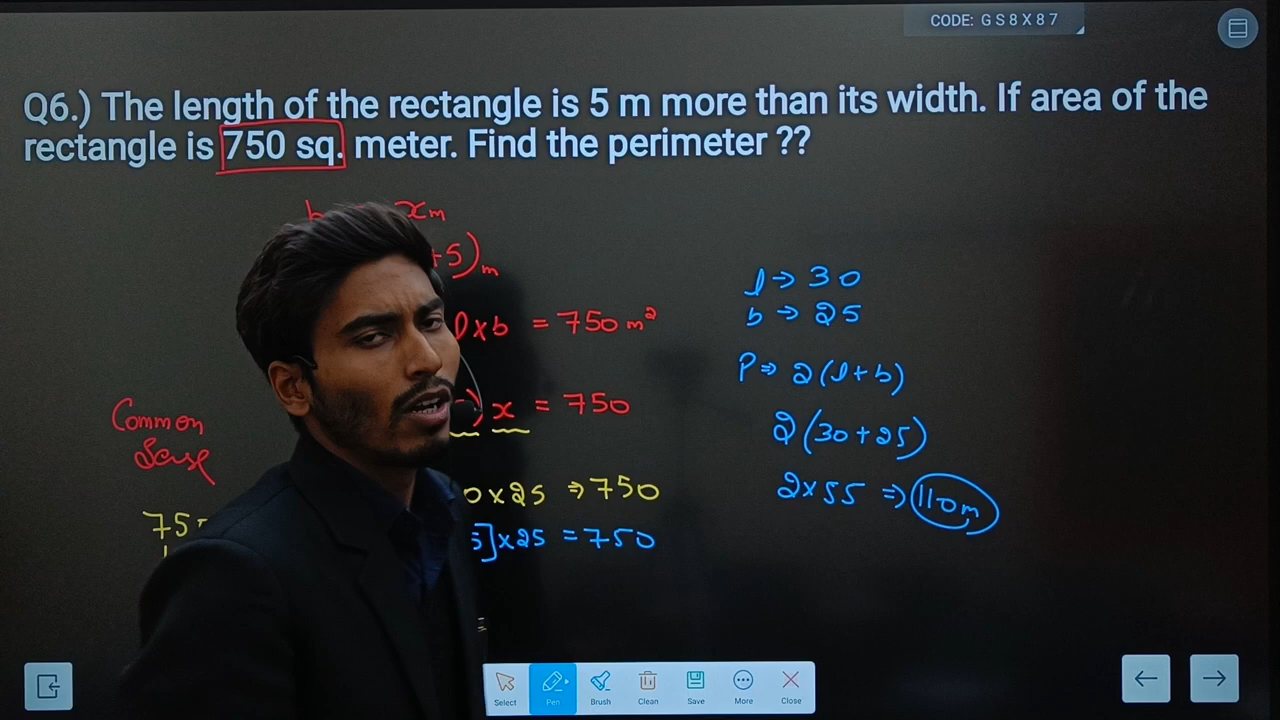 CODE: G S 8 X 8 7
Q6.) The length of the rectangle is 5 m more than its width. If area of the
rectangle is 750 sq. meter. Find the perimeter ??
x m
+5) m
l × b = 750 m²
) x = 750
Common
Sense
0 × 25 ⇒ 750
5] × 25 = 750
l → 30
b → 25
P ⇒ 2(l + b)
2(30 + 25)
2 × 55 ⇒ 110m
Select Pen Brush Clean Save More Close